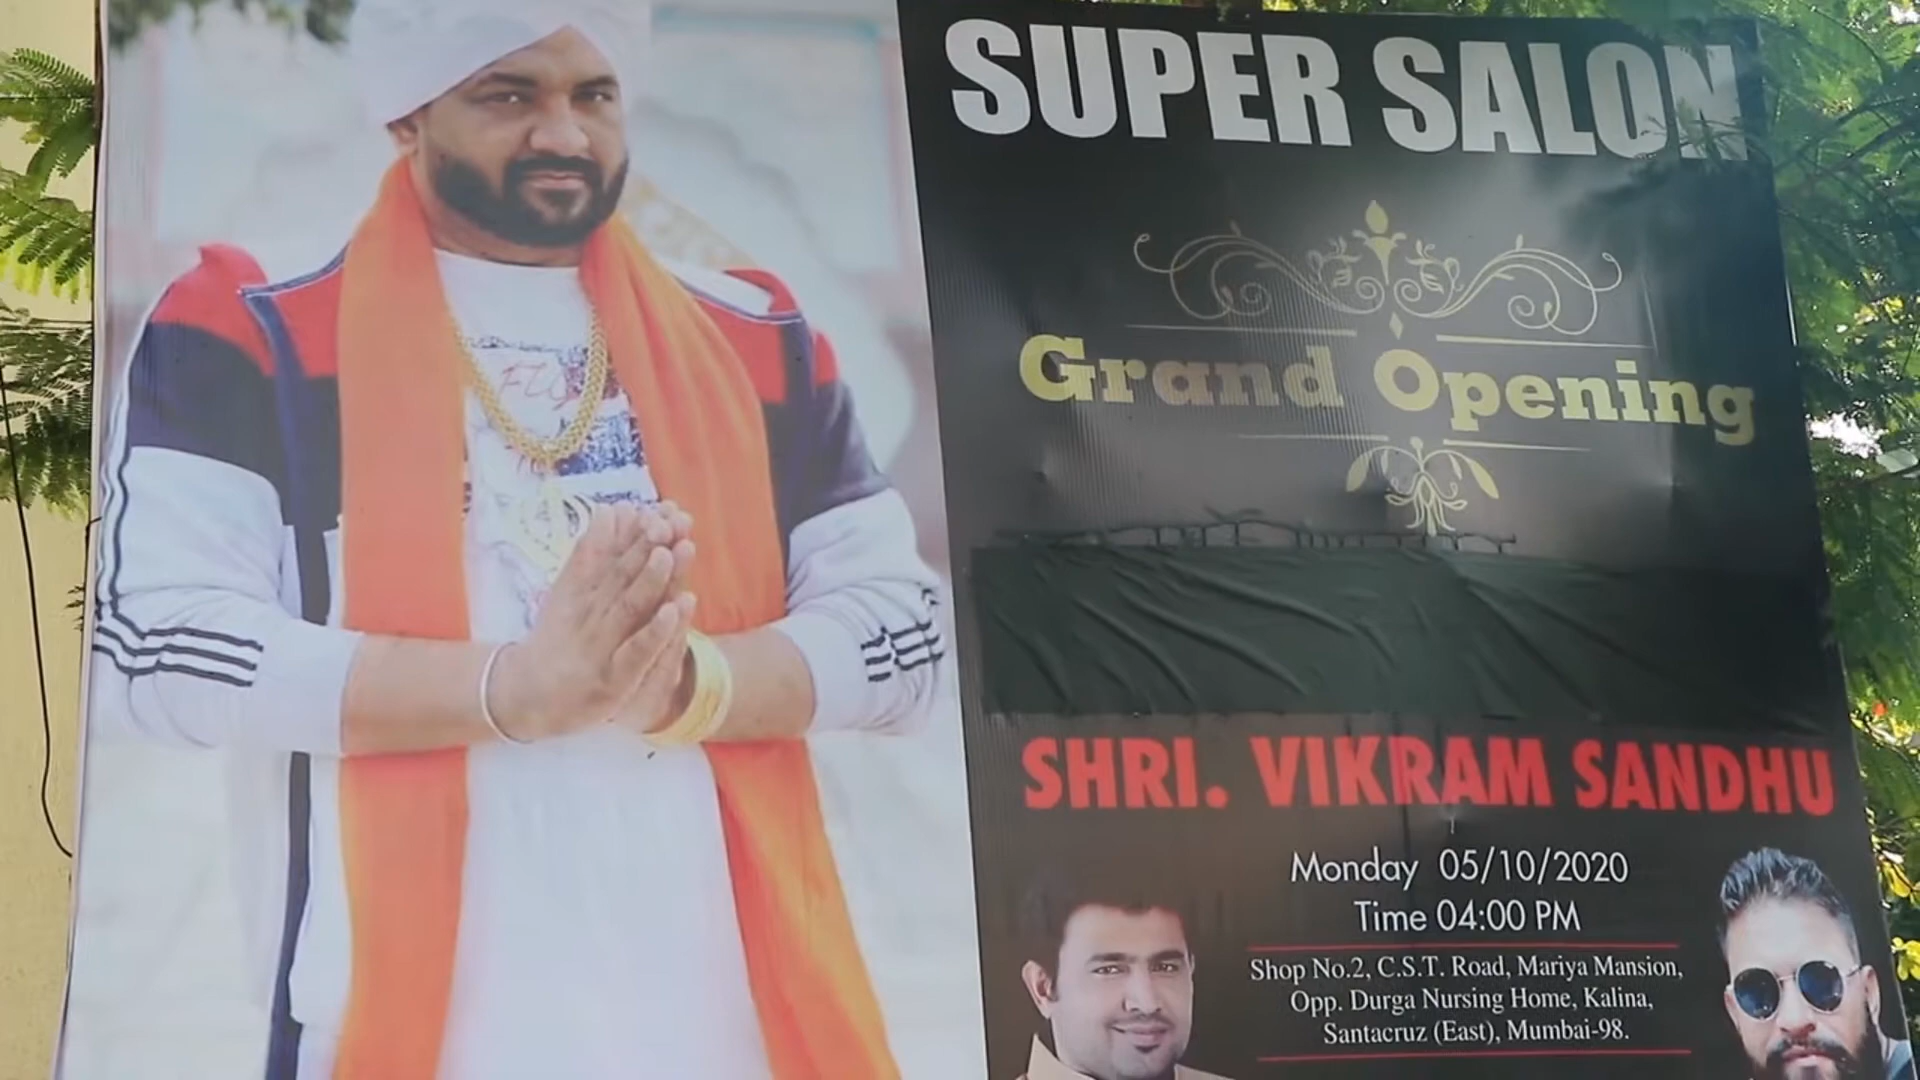 SUPER SALON
Grand Opening
SHRI. VIKRAM SANDHU
Monday 05/10/2020
Time 04:00 PM
Shop No.2, C.S.T. Road, Mariya Mansion,
Opp. Durga Nursing Home, Kalina,
Santacruz (East), Mumbai-98.